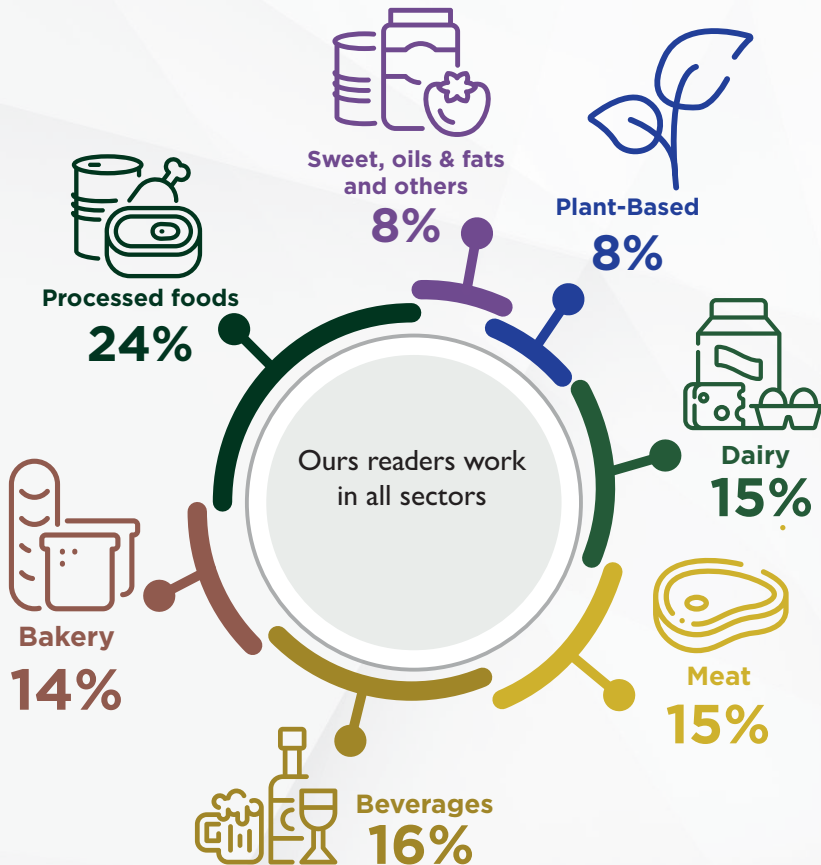 Sweet, oils & fats
and others
8%
Plant-Based
8%
Processed foods
24%
Dairy
15%
Ours readers work
in all sectors
Meat
15%
Bakery
14%
Beverages
16%